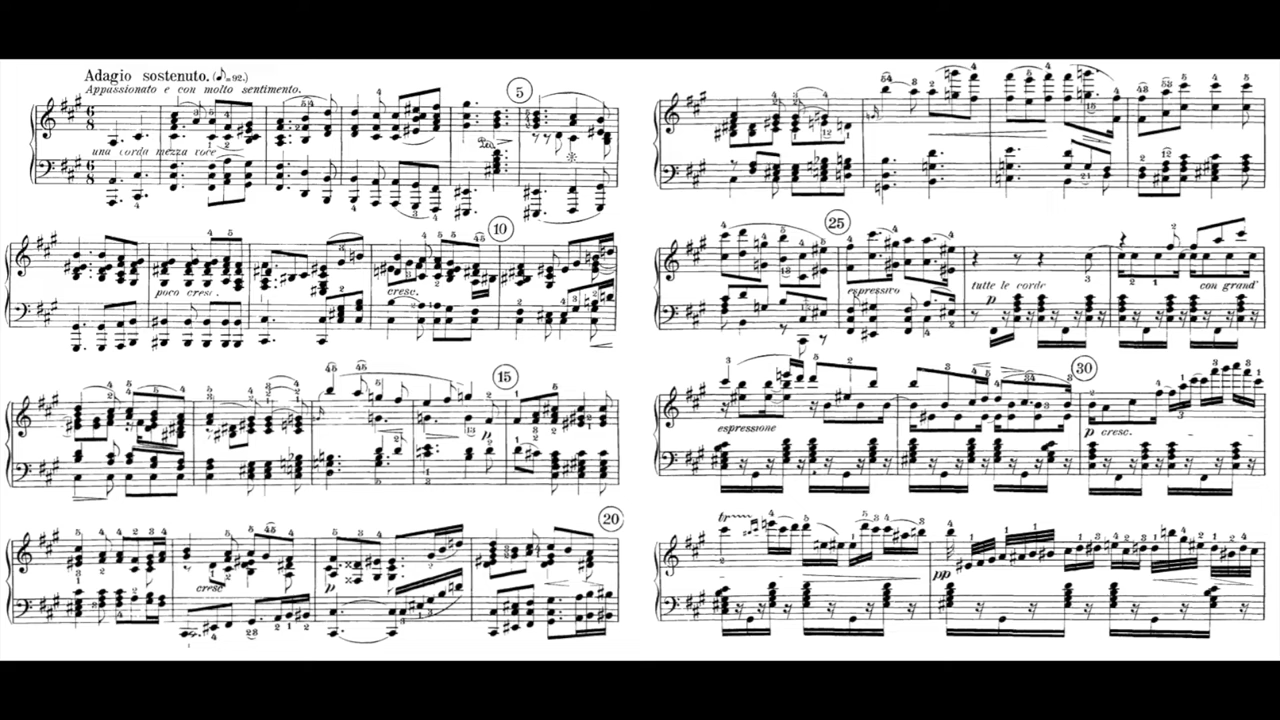 Adagio sostenuto. (♪=92.)
Appassionato e con molto sentimento.
una corda mezza voce
5
poco cresc.
cresc.
10
15
p
cresc
p
20
25
espressivo
tutte le corde
p
con grand'
espressione
30
p cresc.
tr
pp